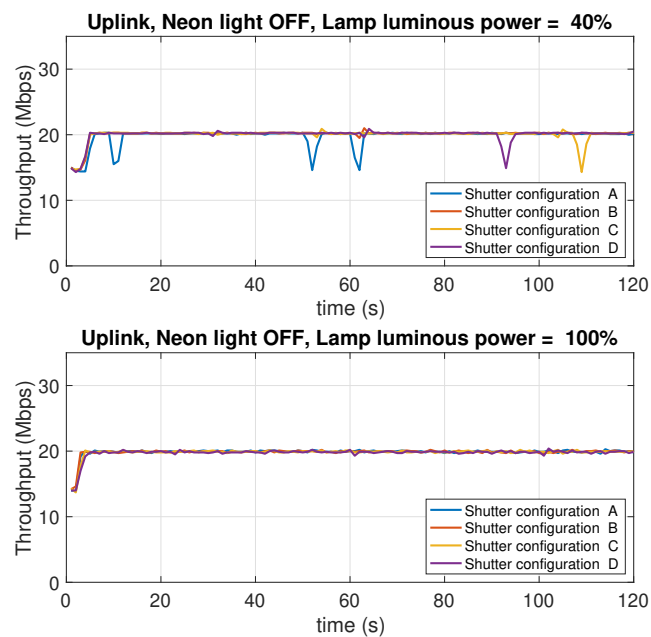 Uplink, Neon light OFF, Lamp luminous power = 40%
Throughput (Mbps)
30
20
10
0
Shutter configuration A
Shutter configuration B
Shutter configuration C
Shutter configuration D
0 20 40 60 80 100 120
time (s)
Uplink, Neon light OFF, Lamp luminous power = 100%
Throughput (Mbps)
30
20
10
0
Shutter configuration A
Shutter configuration B
Shutter configuration C
Shutter configuration D
0 20 40 60 80 100 120
time (s)